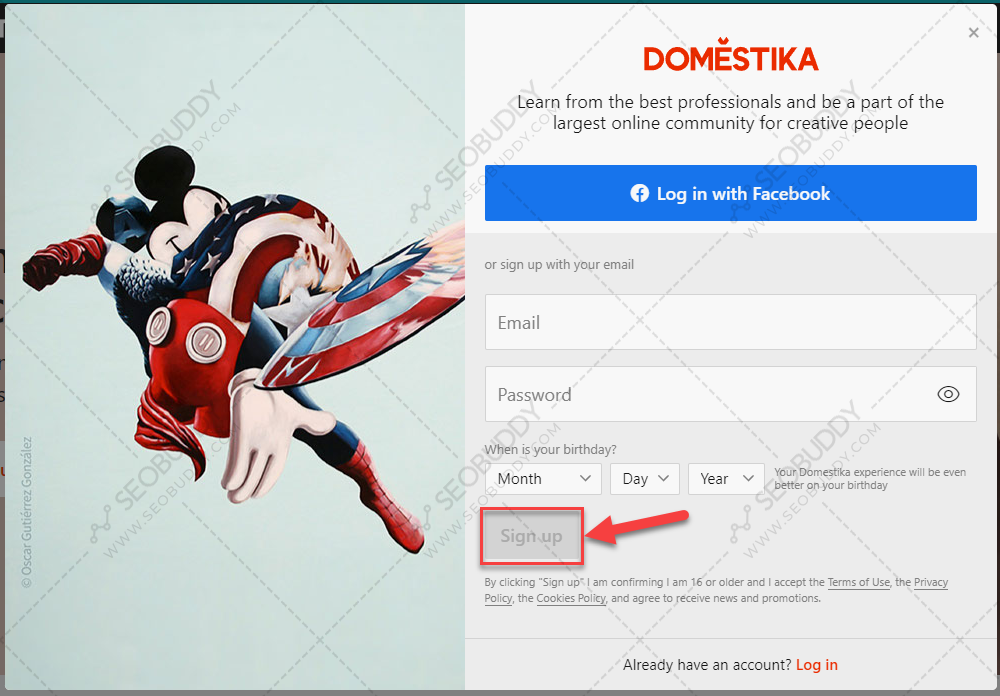 DOMĚSTIKA
Learn from the best professionals and be a part of the
largest online community for creative people
Log in with Facebook
or sign up with your email
Email
Password
When is your birthday?
Month
Day
Year
Your Domestika experience will be even
better on your birthday
Sign up
By clicking "Sign up" I am confirming I am 16 or older and I accept the Terms of Use, the Privacy
Policy, the Cookies Policy, and agree to receive news and promotions.
Already have an account? Log in
© Oscar Gutiérrez González
A
SEOBUDDY
WWW.SEOBUDDY.COM
SEOBUDDY
WWW.SEOBUDDY.COM
SEOBUDDY
WWW.SEOBUDDY.COM
SEOBUDDY
WWW.SEOBUDDY.COM
SEOBUDDY
WWW.SEOBUDDY.COM
SEOBUDDY
WWW.SEOBUDDY.COM